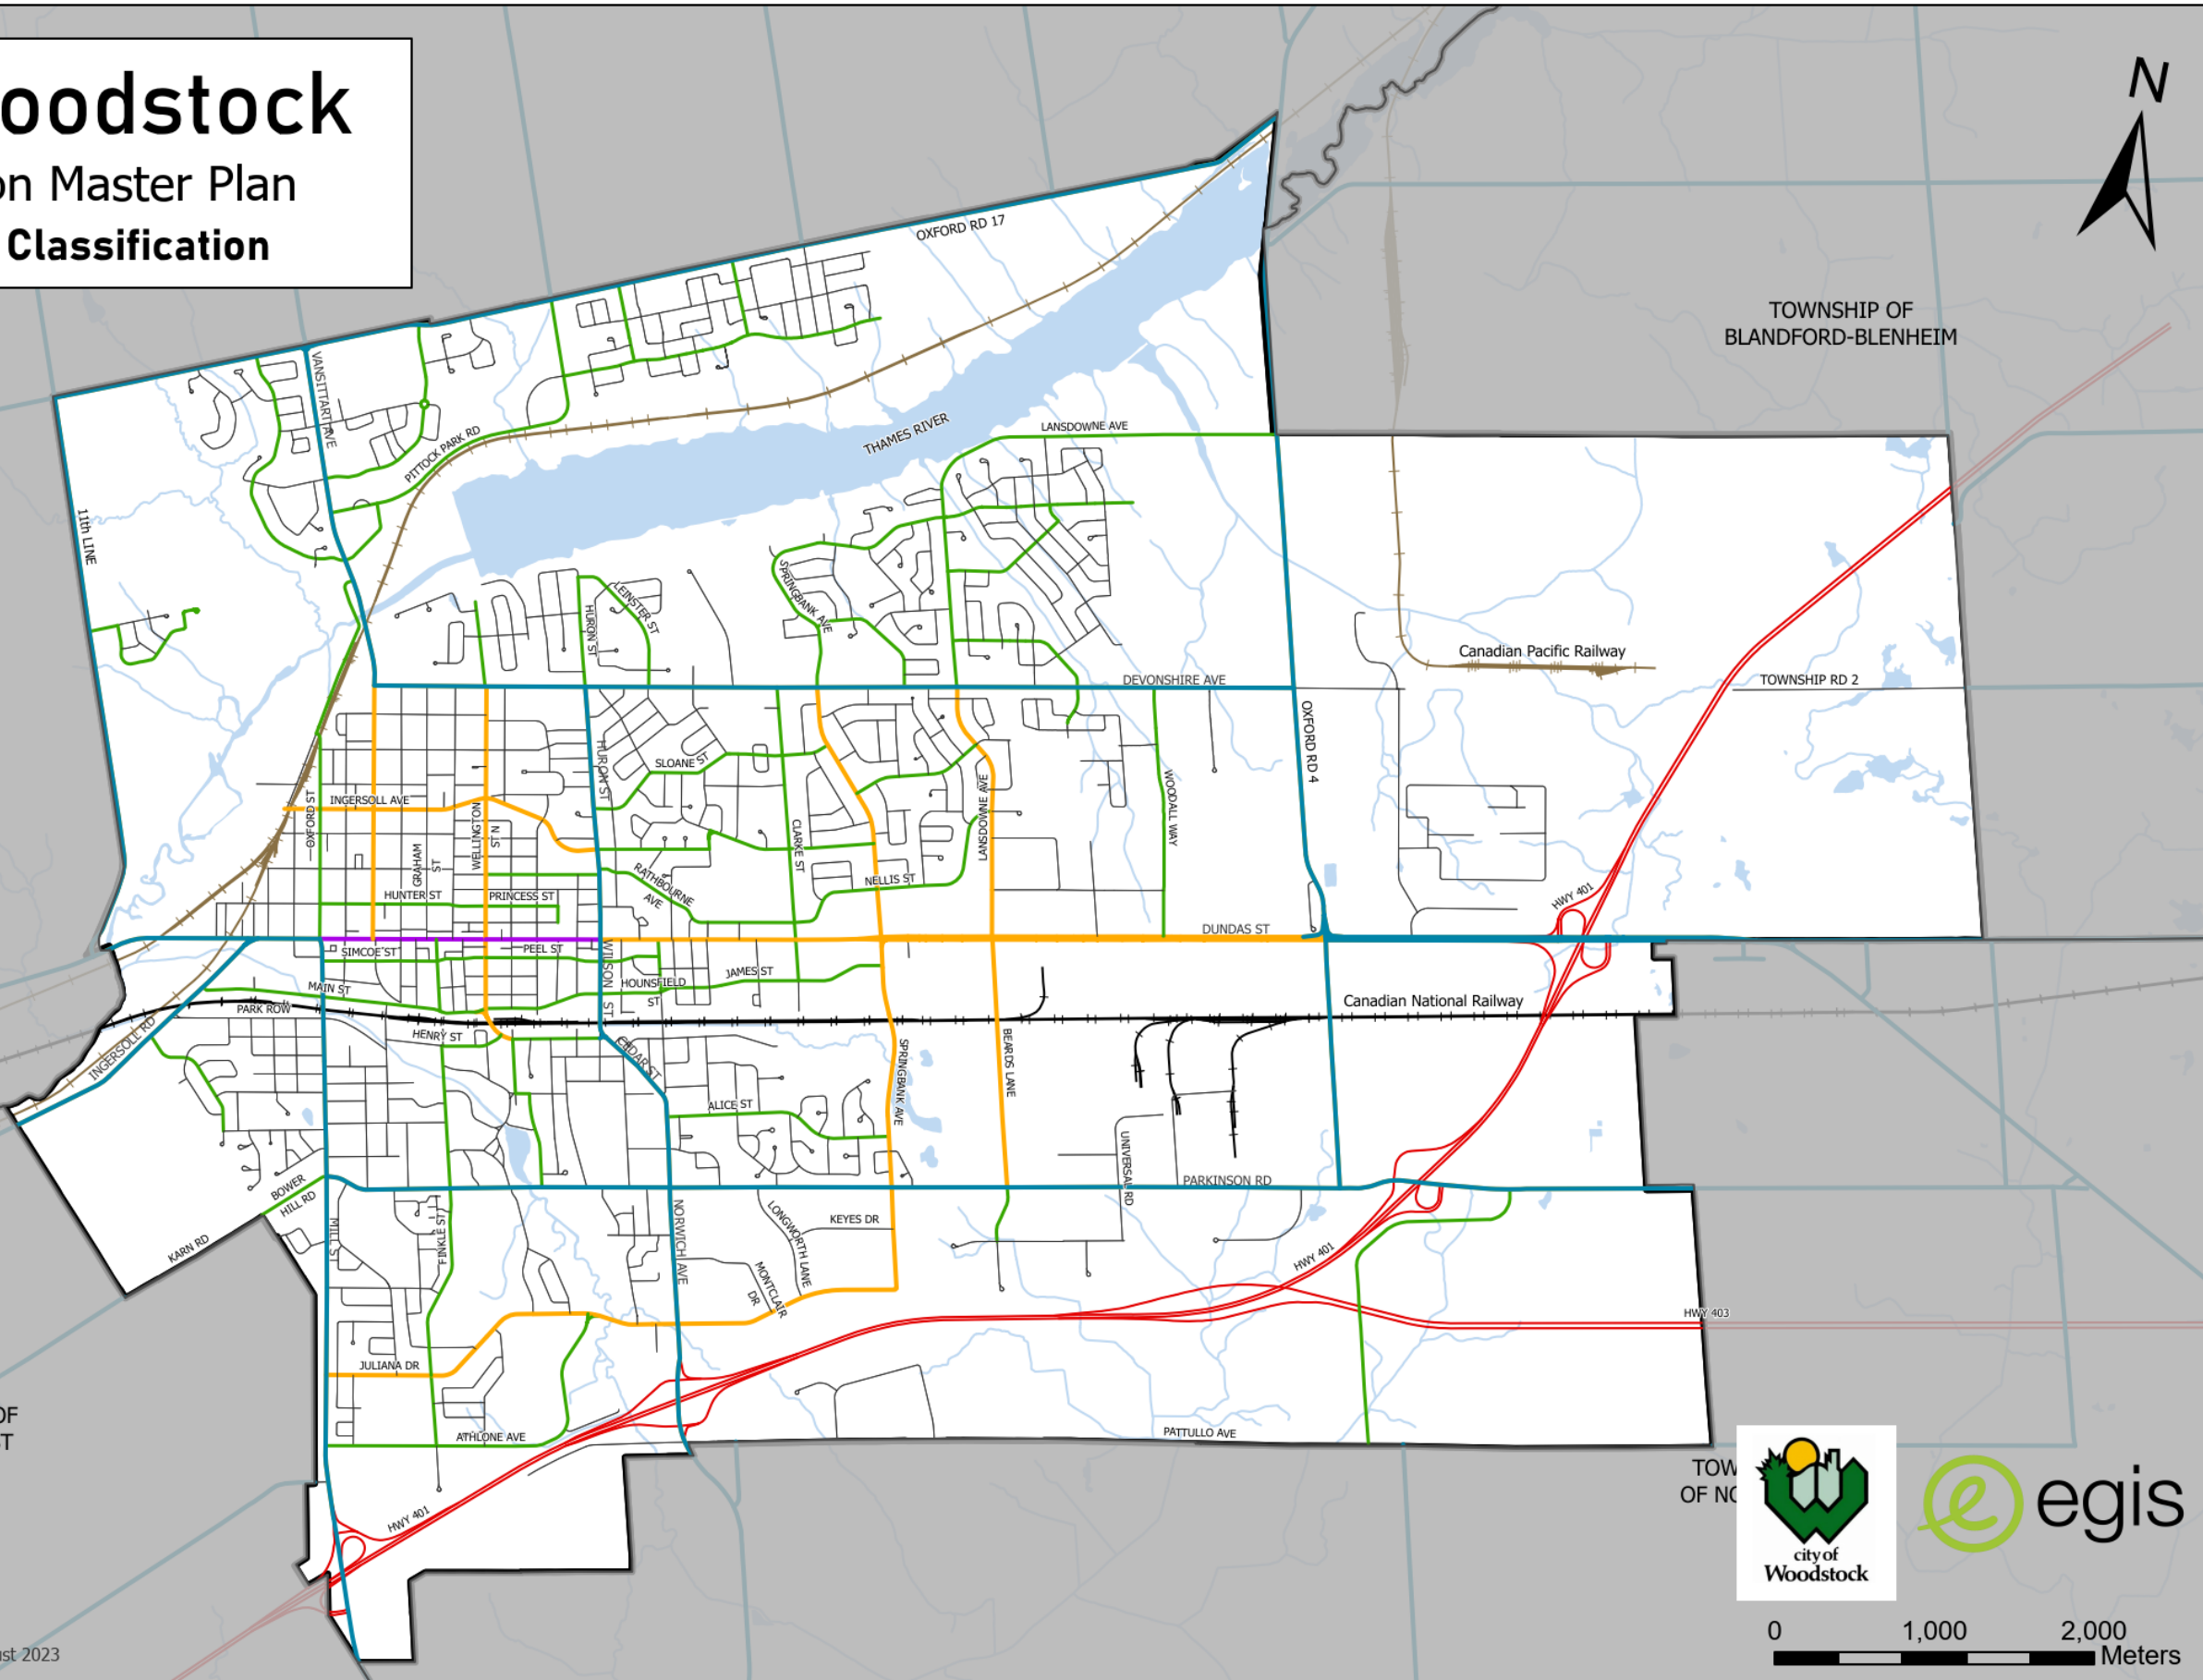 oodstock
on Master Plan
Classification
N
OXFORD RD 17
TOWNSHIP OF
BLANDFORD-BLENHEIM
VANSITTART AVE
PITTOCK PARK RD
THAMES RIVER
LANSDOWNE AVE
11th LINE
SPRINGBANK AVE
LEINSTER ST
HURON ST
Canadian Pacific Railway
DEVONSHIRE AVE
TOWNSHIP RD 2
OXFORD RD 4
HURON ST
SLOANE ST
INGERSOLL AVE
OXFORD ST
WELLINGTON
ST N
LANSDOWNE AVE
WOODALL WAY
CLARKE ST
GRAHAM
ST
RATHBOURNE
AVE
NELLIS ST
HUNTER ST
PRINCESS ST
HWY 401
DUNDAS ST
SIMCOE ST
PEEL ST
WILSON ST
HOUNSFIELD
ST
JAMES ST
MAIN ST
PARK ROW
Canadian National Railway
HENRY ST
INGERSOLL RD
CEDAR ST
SPRINGBANK AVE
BEARDS LANE
ALICE ST
UNIVERSAL RD
PARKINSON RD
BOWER
HILL RD
KARN RD
MILL ST
FINKLE ST
NORWICH AVE
LONGWORTH LANE
KEYES DR
MONTCLAIR
DR
HWY 401
HWY 403
JULIANA DR
ATHLONE AVE
PATTULLO AVE
OF
T
TOW
OF NO
HWY 401
city of
Woodstock
egis
0 1,000 2,000
Meters
ust 2023